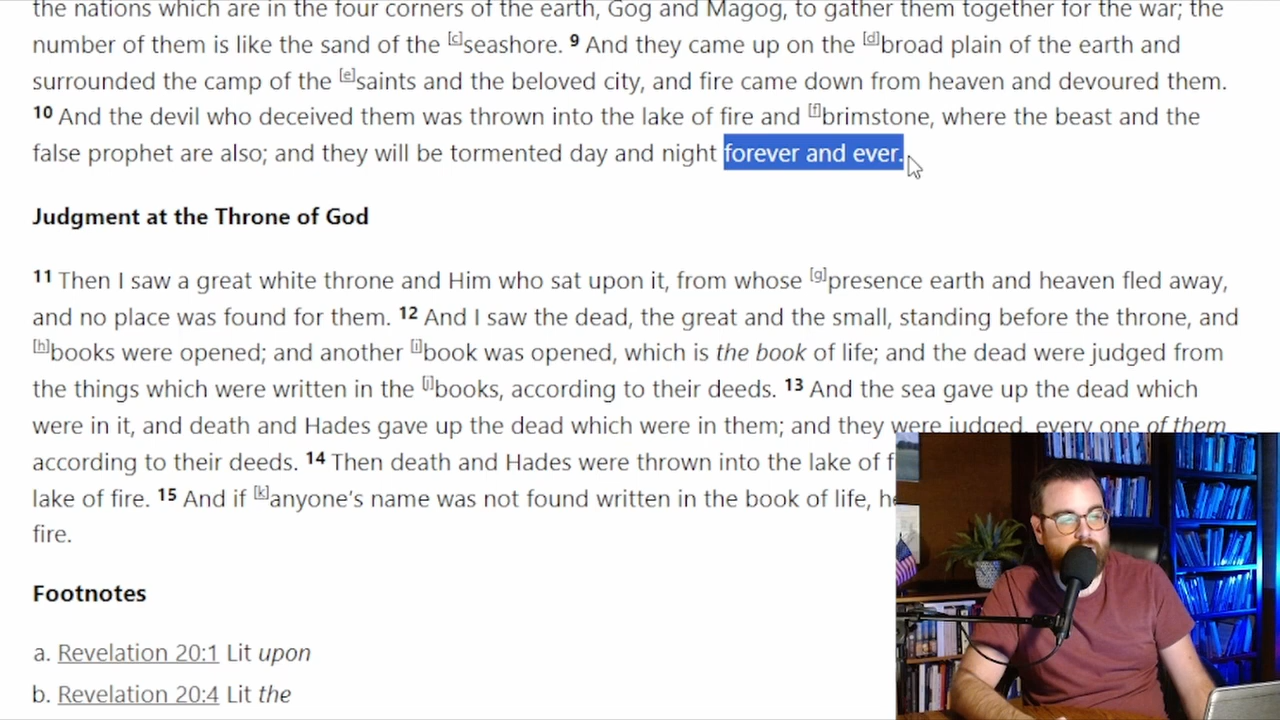 the nations which are in the four corners of the earth, Gog and Magog, to gather them together for the war; the
number of them is like the sand of the [c]seashore. 9 And they came up on the [d]broad plain of the earth and
surrounded the camp of the [e]saints and the beloved city, and fire came down from heaven and devoured them.
10 And the devil who deceived them was thrown into the lake of fire and [f]brimstone, where the beast and the
false prophet are also; and they will be tormented day and night forever and ever.
Judgment at the Throne of God
11 Then I saw a great white throne and Him who sat upon it, from whose [g]presence earth and heaven fled away,
and no place was found for them. 12 And I saw the dead, the great and the small, standing before the throne, and
[h]books were opened; and another [i]book was opened, which is the book of life; and the dead were judged from
the things which were written in the [j]books, according to their deeds. 13 And the sea gave up the dead which
were in it, and death and Hades gave up the dead which were in them; and they were judged, every one of them
according to their deeds. 14 Then death and Hades were thrown into the lake of f
lake of fire. 15 And if [k]anyone's name was not found written in the book of life, he
fire.
Footnotes
a. Revelation 20:1 Lit upon
b. Revelation 20:4 Lit the